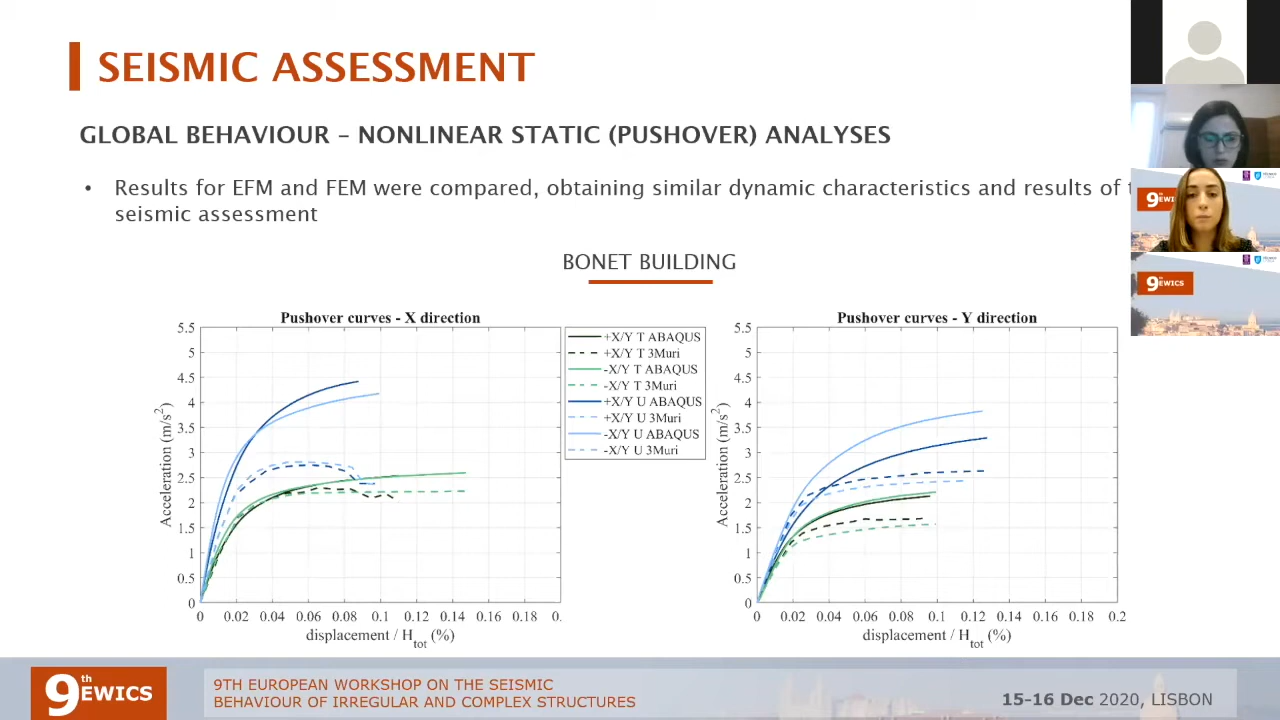 SEISMIC ASSESSMENT
GLOBAL BEHAVIOUR – NONLINEAR STATIC (PUSHOVER) ANALYSES
• Results for EFM and FEM were compared, obtaining similar dynamic characteristics and results of
seismic assessment
BONET BUILDING
Pushover curves - X direction
5.5
5
4.5
4
3.5
3
2.5
2
1.5
1
0.5
0
Acceleration (m/s²)
0 0.02 0.04 0.06 0.08 0.1 0.12 0.14 0.16 0.18 0.
displacement / Htot (%)
+X/Y T ABAQUS
+X/Y T 3Muri
-X/Y T ABAQUS
-X/Y T 3Muri
+X/Y U ABAQUS
+X/Y U 3Muri
-X/Y U ABAQUS
-X/Y U 3Muri
Pushover curves - Y direction
5.5
5
4.5
4
3.5
3
2.5
2
1.5
1
0.5
0
Acceleration (m/s²)
0 0.02 0.04 0.06 0.08 0.1 0.12 0.14 0.16 0.18 0.2
displacement / Htot (%)
9th EWICS
9th EWICS
9th EWICS
9TH EUROPEAN WORKSHOP ON THE SEISMIC
BEHAVIOUR OF IRREGULAR AND COMPLEX STRUCTURES
15-16 Dec 2020, LISBON